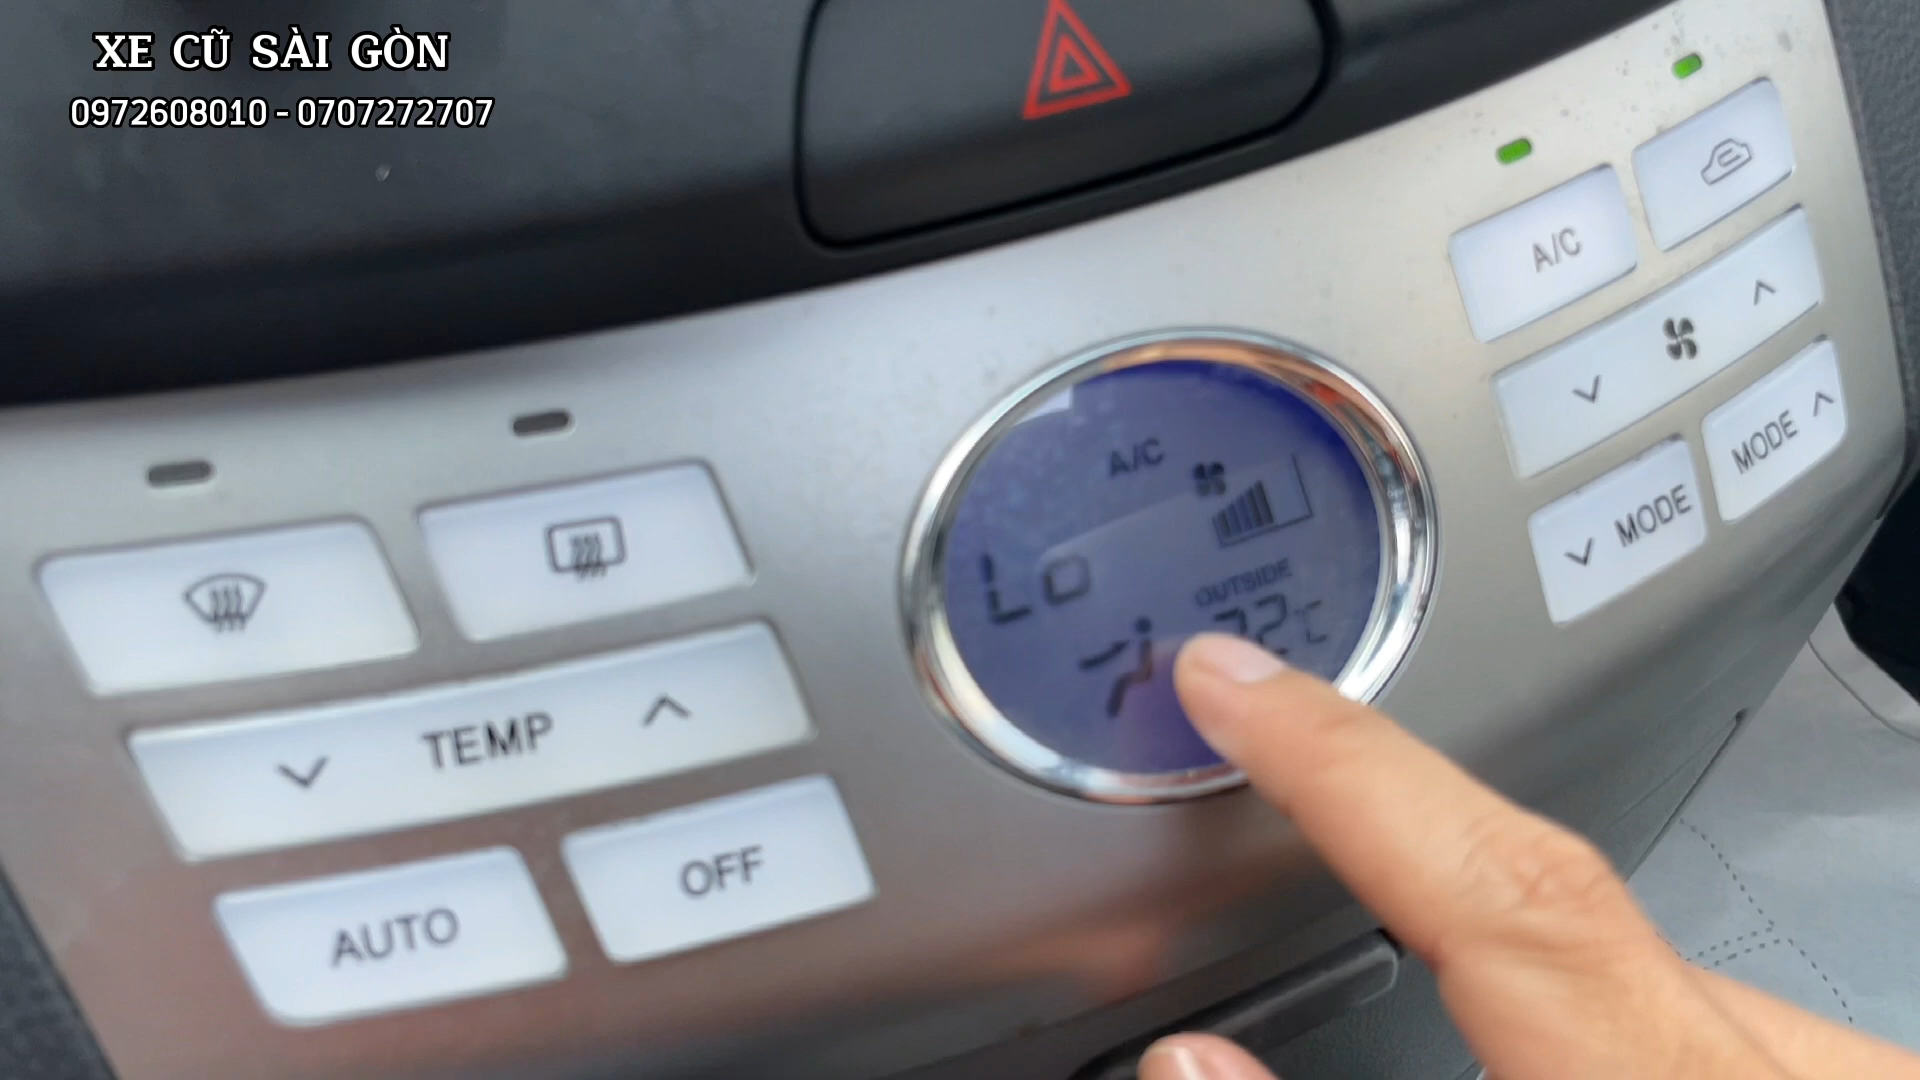 XE CŨ SÀI GÒN
0972608010 - 0707272707
A/C
A/C
Lo
OUTSIDE
TEMP
MODE
MODE
AUTO
OFF